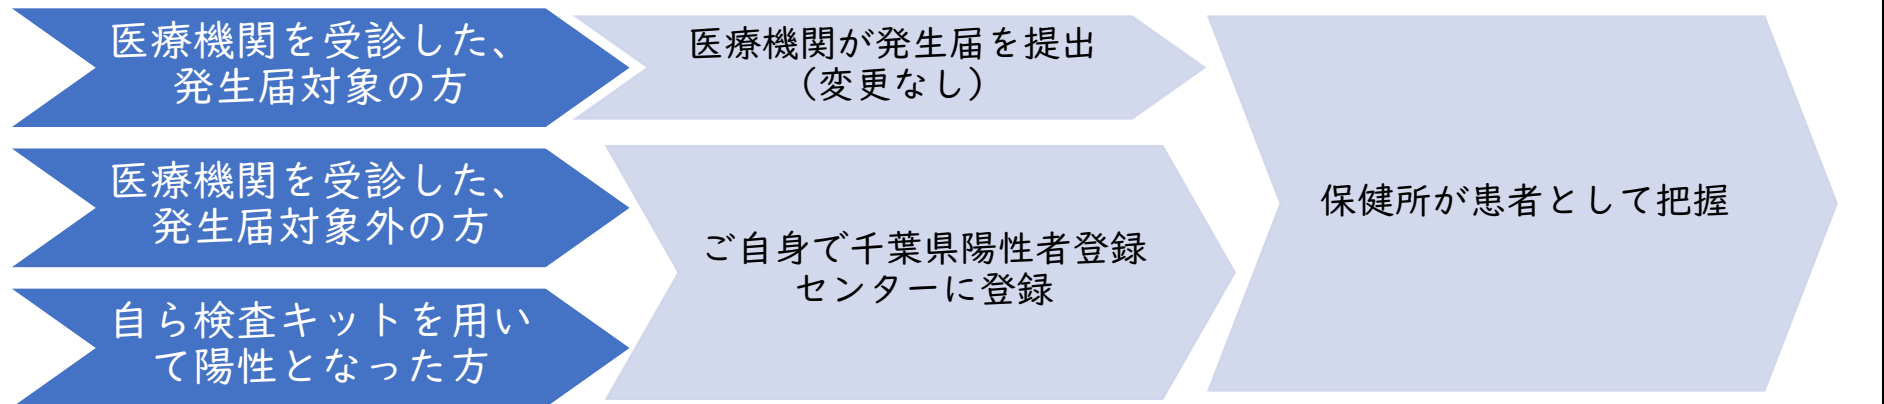 医療機関を受診した、
発生届対象の方
医療機関が発生届を提出
（変更なし）
医療機関を受診した、
発生届対象外の方
自ら検査キットを用い
て陽性となった方
ご自身で千葉県陽性者登録
センターに登録
保健所が患者として把握